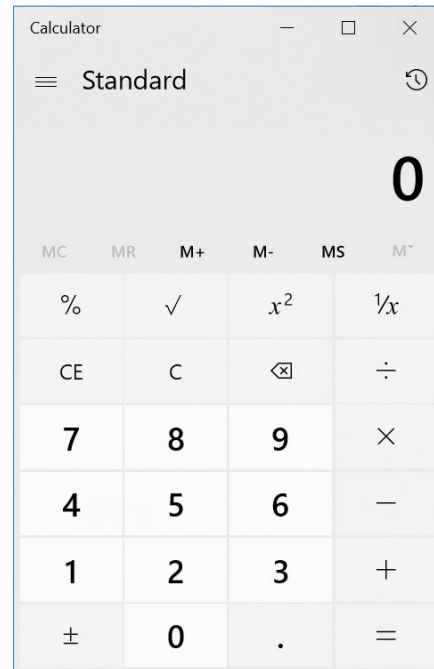 Calculator
Standard
0
MC MR M+ M- MS M˅
% √ x² ¹/x
CE C ÷
7 8 9 ×
4 5 6 −
1 2 3 +
± 0 . =